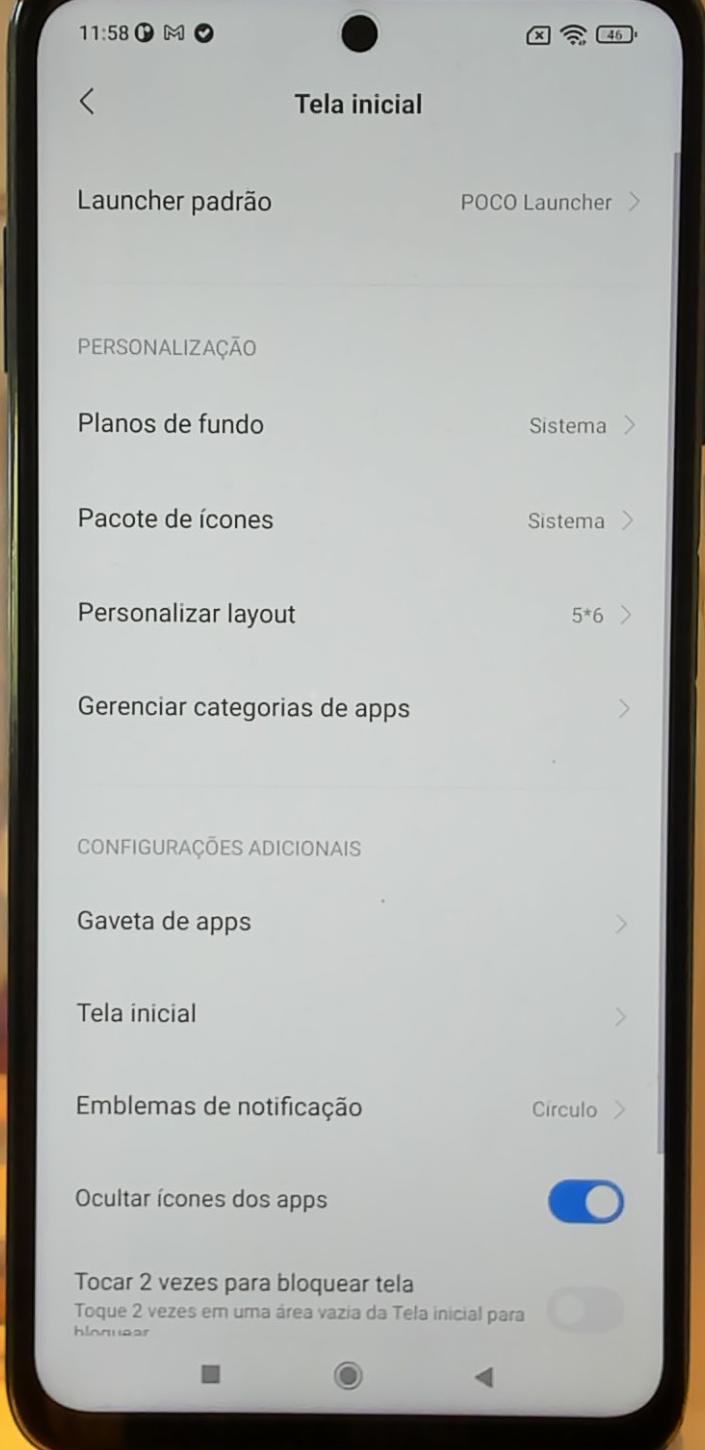 11:58
46
Tela inicial
Launcher padrão
POCO Launcher
PERSONALIZAÇÃO
Planos de fundo
Sistema
Pacote de ícones
Sistema
Personalizar layout
5*6
Gerenciar categorias de apps
CONFIGURAÇÕES ADICIONAIS
Gaveta de apps
Tela inicial
Emblemas de notificação
Círculo
Ocultar ícones dos apps
Tocar 2 vezes para bloquear tela
Toque 2 vezes em uma área vazia da Tela inicial para
bloquear